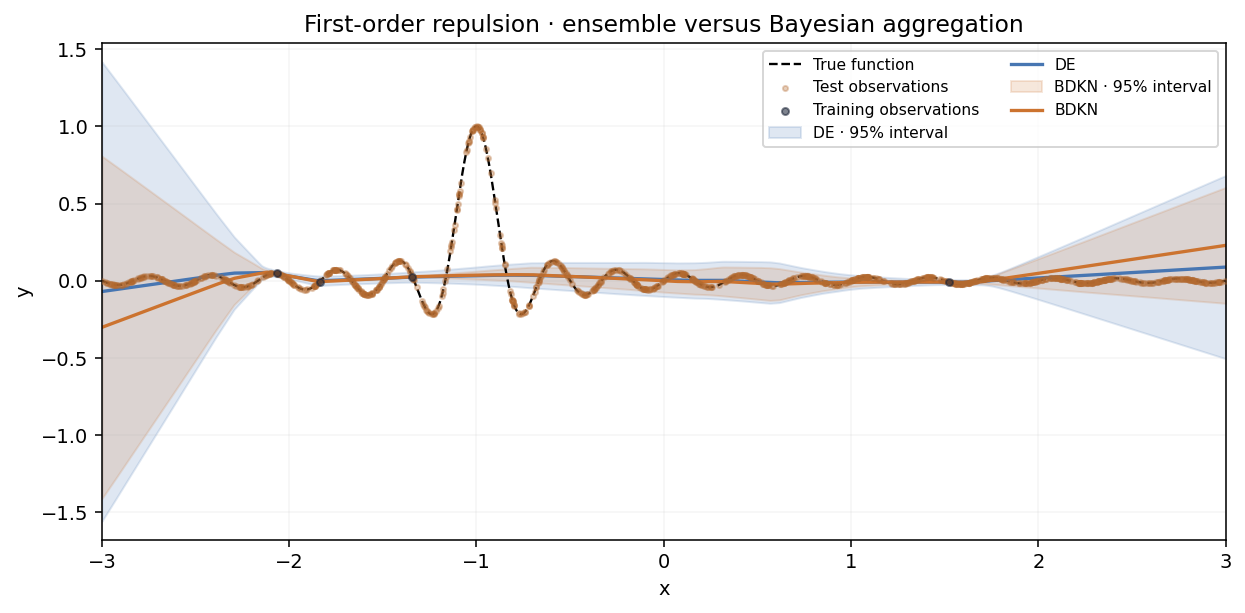 First-order repulsion · ensemble versus Bayesian aggregation
True function
Test observations
Training observations
DE · 95% interval
DE
BDKN · 95% interval
BDKN
y
1.5
1.0
0.5
0.0
−0.5
−1.0
−1.5
−3
−2
−1
0
1
2
3
x